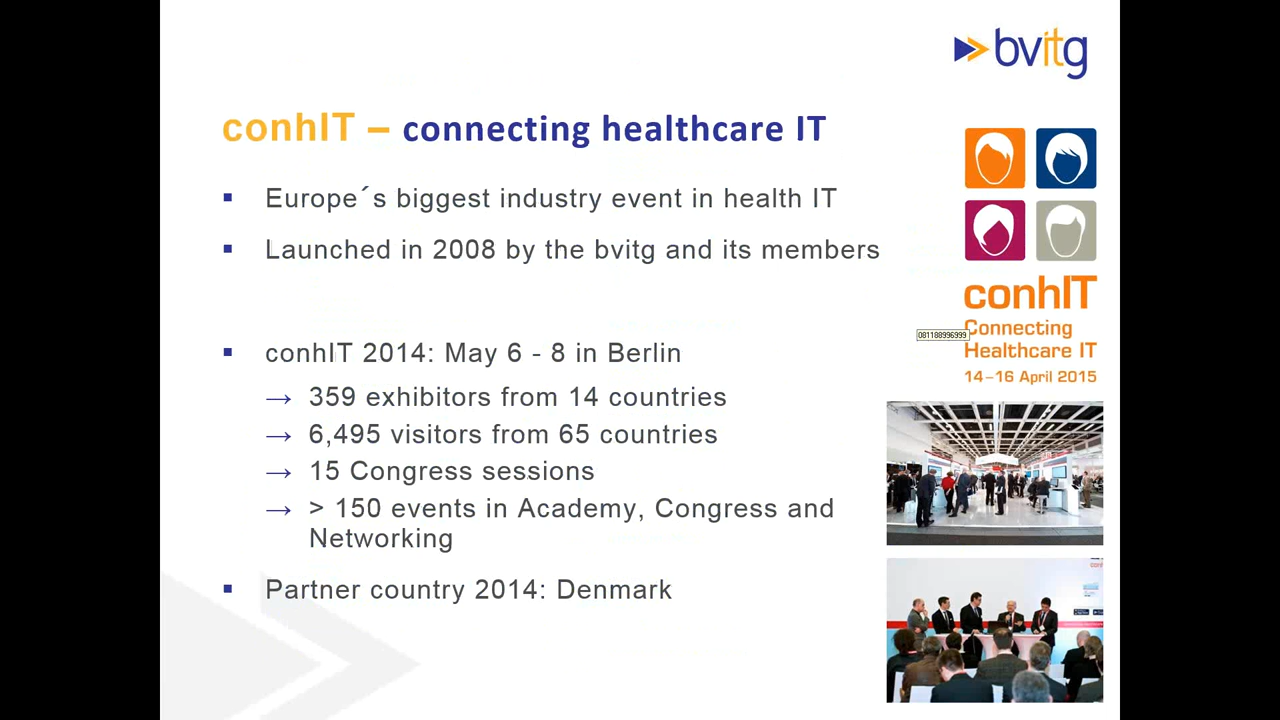 bvitg
conhIT – connecting healthcare IT
▪ Europe´s biggest industry event in health IT
▪ Launched in 2008 by the bvitg and its members
▪ conhIT 2014: May 6 - 8 in Berlin
→ 359 exhibitors from 14 countries
→ 6,495 visitors from 65 countries
→ 15 Congress sessions
→ > 150 events in Academy, Congress and
Networking
▪ Partner country 2014: Denmark
conhIT
Connecting
Healthcare IT
14–16 April 2015
081188996999
conhIT